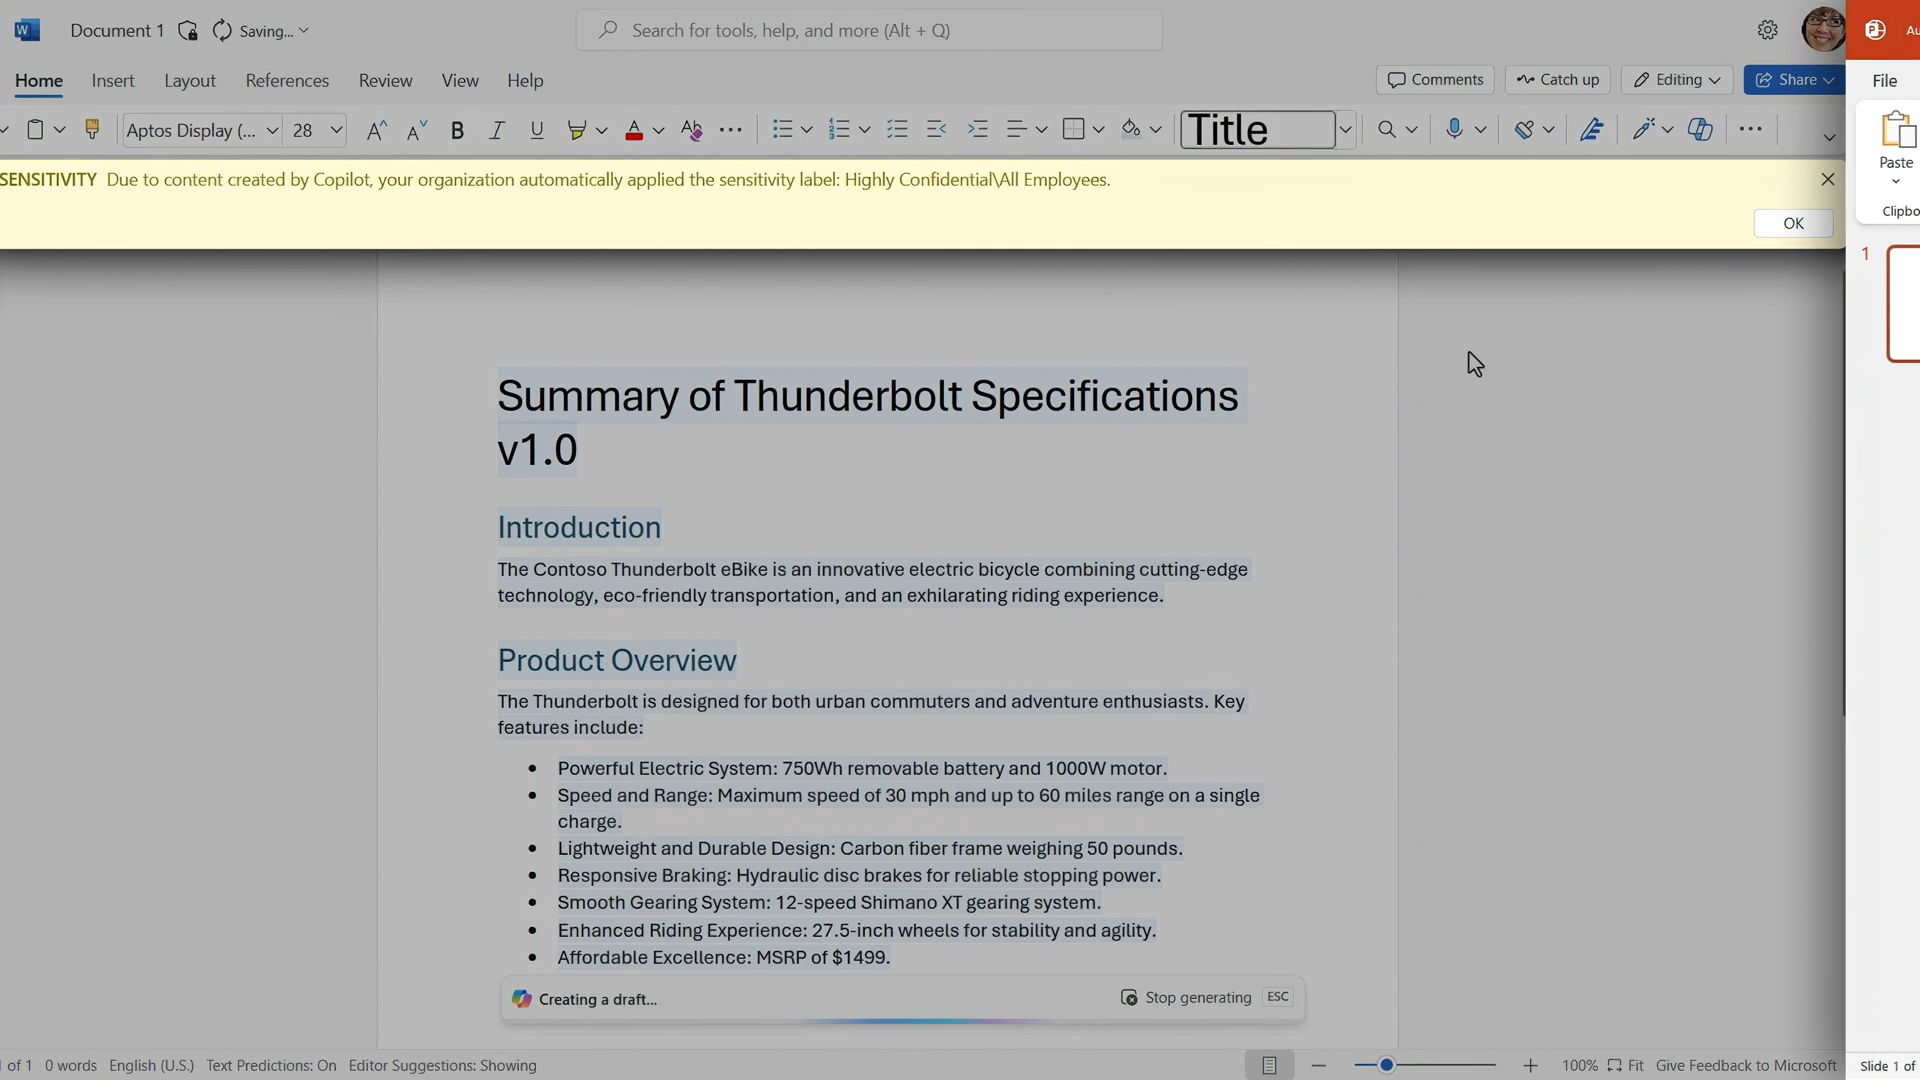 W
Document 1
Saving...
Search for tools, help, and more (Alt + Q)
P
Home
Insert
Layout
References
Review
View
Help
Comments
Catch up
Editing
Share
File
Aptos Display (...
28
A
A
B
I
U
A
Title
Paste
SENSITIVITY Due to content created by Copilot, your organization automatically applied the sensitivity label: Highly Confidential\All Employees.
OK
Clipbo
1
Summary of Thunderbolt Specifications
v1.0
Introduction
The Contoso Thunderbolt eBike is an innovative electric bicycle combining cutting-edge
technology, eco-friendly transportation, and an exhilarating riding experience.
Product Overview
The Thunderbolt is designed for both urban commuters and adventure enthusiasts. Key
features include:
• Powerful Electric System: 750Wh removable battery and 1000W motor.
• Speed and Range: Maximum speed of 30 mph and up to 60 miles range on a single
charge.
• Lightweight and Durable Design: Carbon fiber frame weighing 50 pounds.
• Responsive Braking: Hydraulic disc brakes for reliable stopping power.
• Smooth Gearing System: 12-speed Shimano XT gearing system.
• Enhanced Riding Experience: 27.5-inch wheels for stability and agility.
• Affordable Excellence: MSRP of $1499.
Creating a draft...
Stop generating
ESC
of 1
0 words
English (U.S.)
Text Predictions: On
Editor Suggestions: Showing
100%
Fit
Give Feedback to Microsoft
Slide 1 of